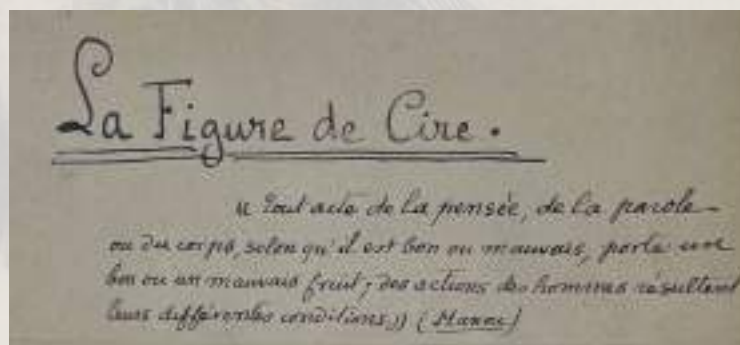 La Figure de Cire.
« Tout acte de la pensée, de la parole
ou du corps, selon qu'il est bon ou mauvais, porte un
bon ou un mauvais fruit ; des actions des hommes résultent
leurs différentes conditions. » (Manou)